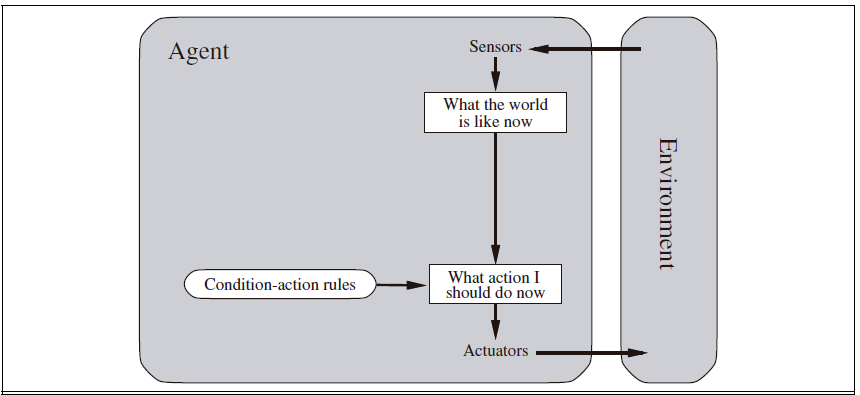 Agent
Sensors
What the world
is like now
Environment
Condition-action rules
What action I
should do now
Actuators